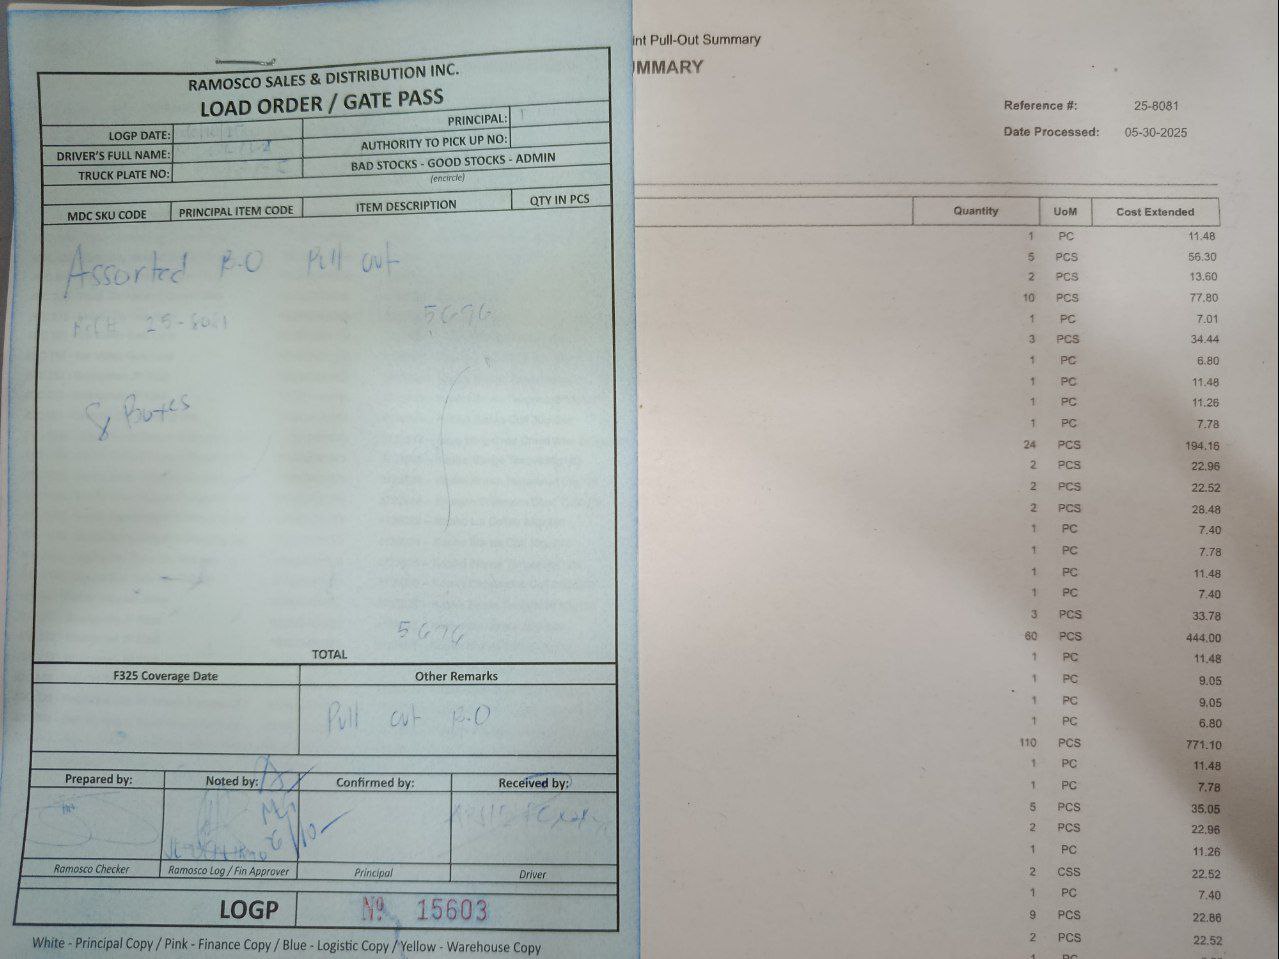 RAMOSCO SALES & DISTRIBUTION INC.
LOAD ORDER / GATE PASS
LOGP DATE:
PRINCIPAL:
DRIVER'S FULL NAME:
AUTHORITY TO PICK UP NO:
TRUCK PLATE NO:
BAD STOCKS - GOOD STOCKS - ADMIN
(encircle)
MDC SKU CODE PRINCIPAL ITEM CODE ITEM DESCRIPTION QTY IN PCS
Assorted B.O Pull out
25-8081 5676
8 Boxes
5676
TOTAL
F325 Coverage Date Other Remarks
Pull out B.O
Prepared by: Noted by: Confirmed by: Received by:
6/10
Ramosco Checker Ramosco Log / Fin Approver Principal Driver
LOGP Nº 15603
White - Principal Copy / Pink - Finance Copy / Blue - Logistic Copy / Yellow - Warehouse Copy
int Pull-Out Summary
MMARY
Reference #: 25-8081
Date Processed: 05-30-2025
Quantity UoM Cost Extended
1 PC 11.48
5 PCS 56.30
2 PCS 13.60
10 PCS 77.80
1 PC 7.01
3 PCS 34.44
1 PC 6.80
1 PC 11.48
1 PC 11.26
1 PC 7.78
24 PCS 194.16
2 PCS 22.96
2 PCS 22.52
2 PCS 28.48
1 PC 7.40
1 PC 7.78
1 PC 11.48
1 PC 7.40
3 PCS 33.78
60 PCS 444.00
1 PC 11.48
1 PC 9.05
1 PC 9.05
1 PC 6.80
110 PCS 771.10
1 PC 11.48
1 PC 7.78
5 PCS 35.05
2 PCS 22.96
1 PC 11.26
2 CSS 22.52
1 PC 7.40
9 PCS 22.86
2 PCS 22.52
1 PC